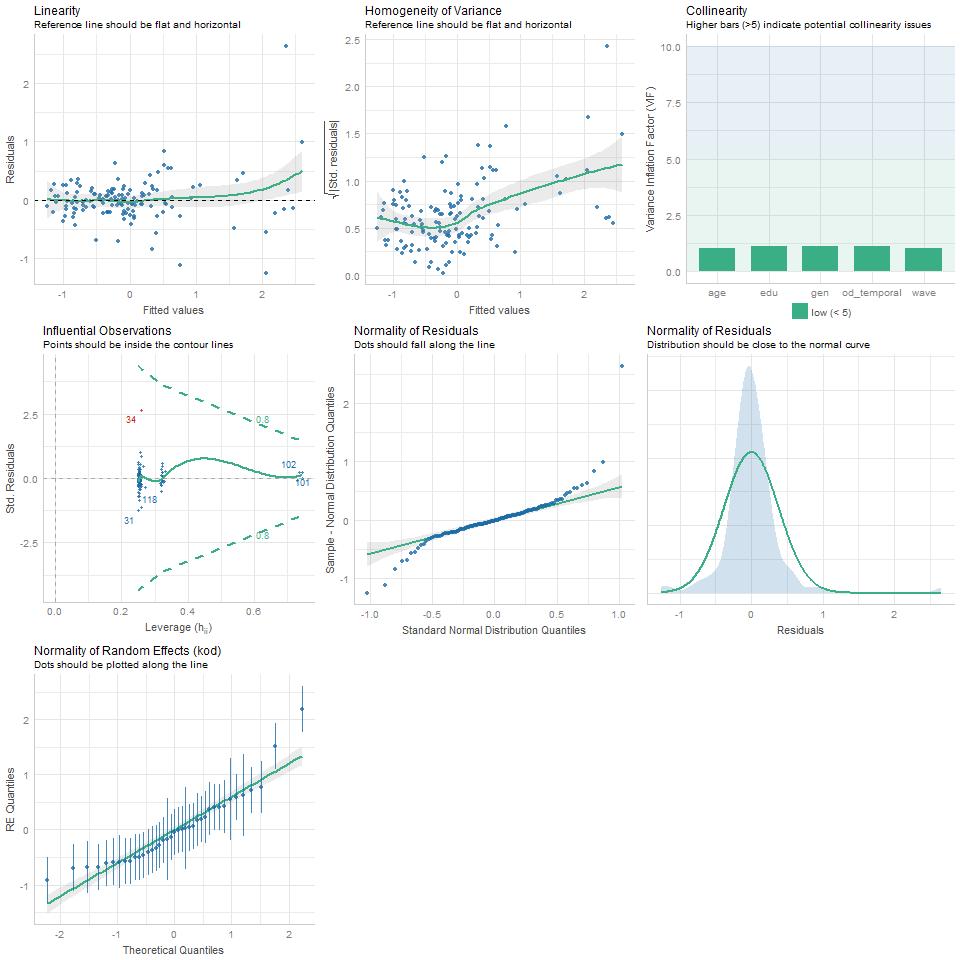 Linearity
Reference line should be flat and horizontal
Residuals
2
1
0
-1
-1
0
1
2
Fitted values
Homogeneity of Variance
Reference line should be flat and horizontal
√|Std. residuals|
2.5
2.0
1.5
1.0
0.5
0.0
-1
0
1
2
Fitted values
Collinearity
Higher bars (>5) indicate potential collinearity issues
Variance Inflation Factor (VIF)
10.0
7.5
5.0
2.5
0.0
age
edu
gen
od_temporal
wave
low (< 5)
Influential Observations
Points should be inside the contour lines
Std. Residuals
2.5
0.0
-2.5
34
0.8
102
101
118
31
0.8
0.0
0.2
0.4
0.6
Leverage (hii)
Normality of Residuals
Dots should fall along the line
Sample - Normal Distribution Quantiles
2
1
0
-1
-1.0
-0.5
0.0
0.5
1.0
Standard Normal Distribution Quantiles
Normality of Residuals
Distribution should be close to the normal curve
-1
0
1
2
Residuals
Normality of Random Effects (kod)
Dots should be plotted along the line
RE Quantiles
2
1
0
-1
-2
-1
0
1
2
Theoretical Quantiles